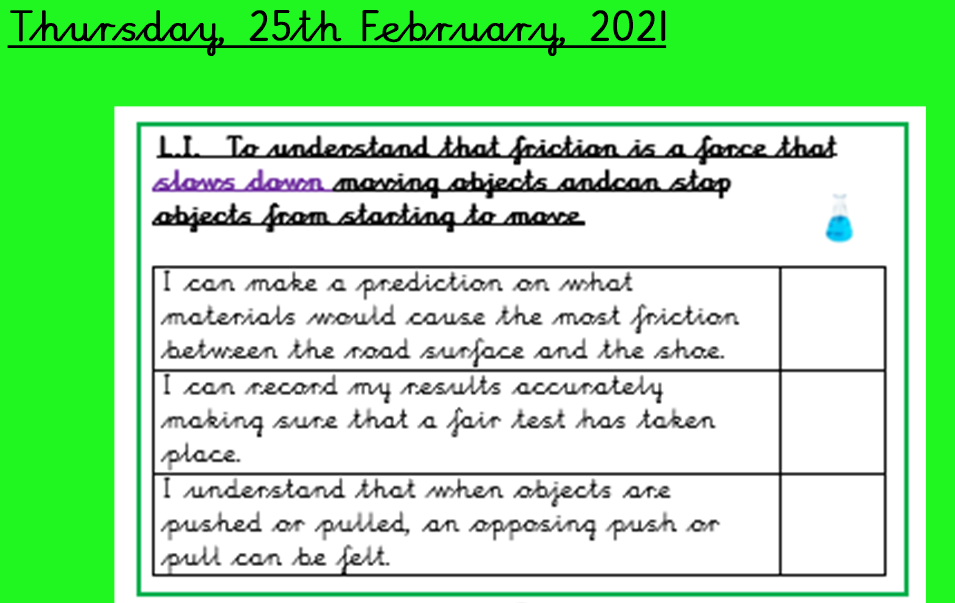 Thursday, 25th February, 2021
L.I. To understand that friction is a force that
slows down moving objects andcan stop
objects from starting to move.
I can make a prediction on what
materials would cause the most friction
between the road surface and the shoe.
I can record my results accurately
making sure that a fair test has taken
place.
I understand that when objects are
pushed or pulled, an opposing push or
pull can be felt.